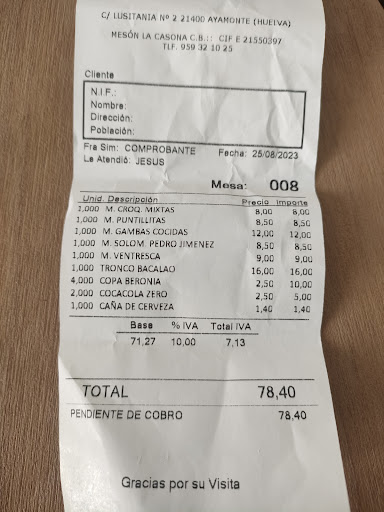 C/ LUSITANIA Nº 2 21400 AYAMONTE (HUELVA)
MESÓN LA CASONA C.B.:: CIF E 21550397
TLF. 959 32 10 25
Cliente
N.I.F.:
Nombre:
Dirección:
Población:
Fra Sim: COMPROBANTE Fecha: 25/08/2023
Le Atendió: JESUS
Mesa: 008
Unid. Descripción Precio Importe
1,000 M. CROQ. MIXTAS 8,00 8,00
1,000 M. PUNTILLITAS 8,50 8,50
1,000 M. GAMBAS COCIDAS 12,00 12,00
1,000 M. SOLOM. PEDRO JIMENEZ 8,50 8,50
1,000 M. VENTRESCA 9,00 9,00
1,000 TRONCO BACALAO 16,00 16,00
4,000 COPA BERONIA 2,50 10,00
2,000 COCACOLA ZERO 2,50 5,00
1,000 CAÑA DE CERVEZA 1,40 1,40
Base % IVA Total IVA
71,27 10,00 7,13
TOTAL 78,40
PENDIENTE DE COBRO 78,40
Gracias por su Visita